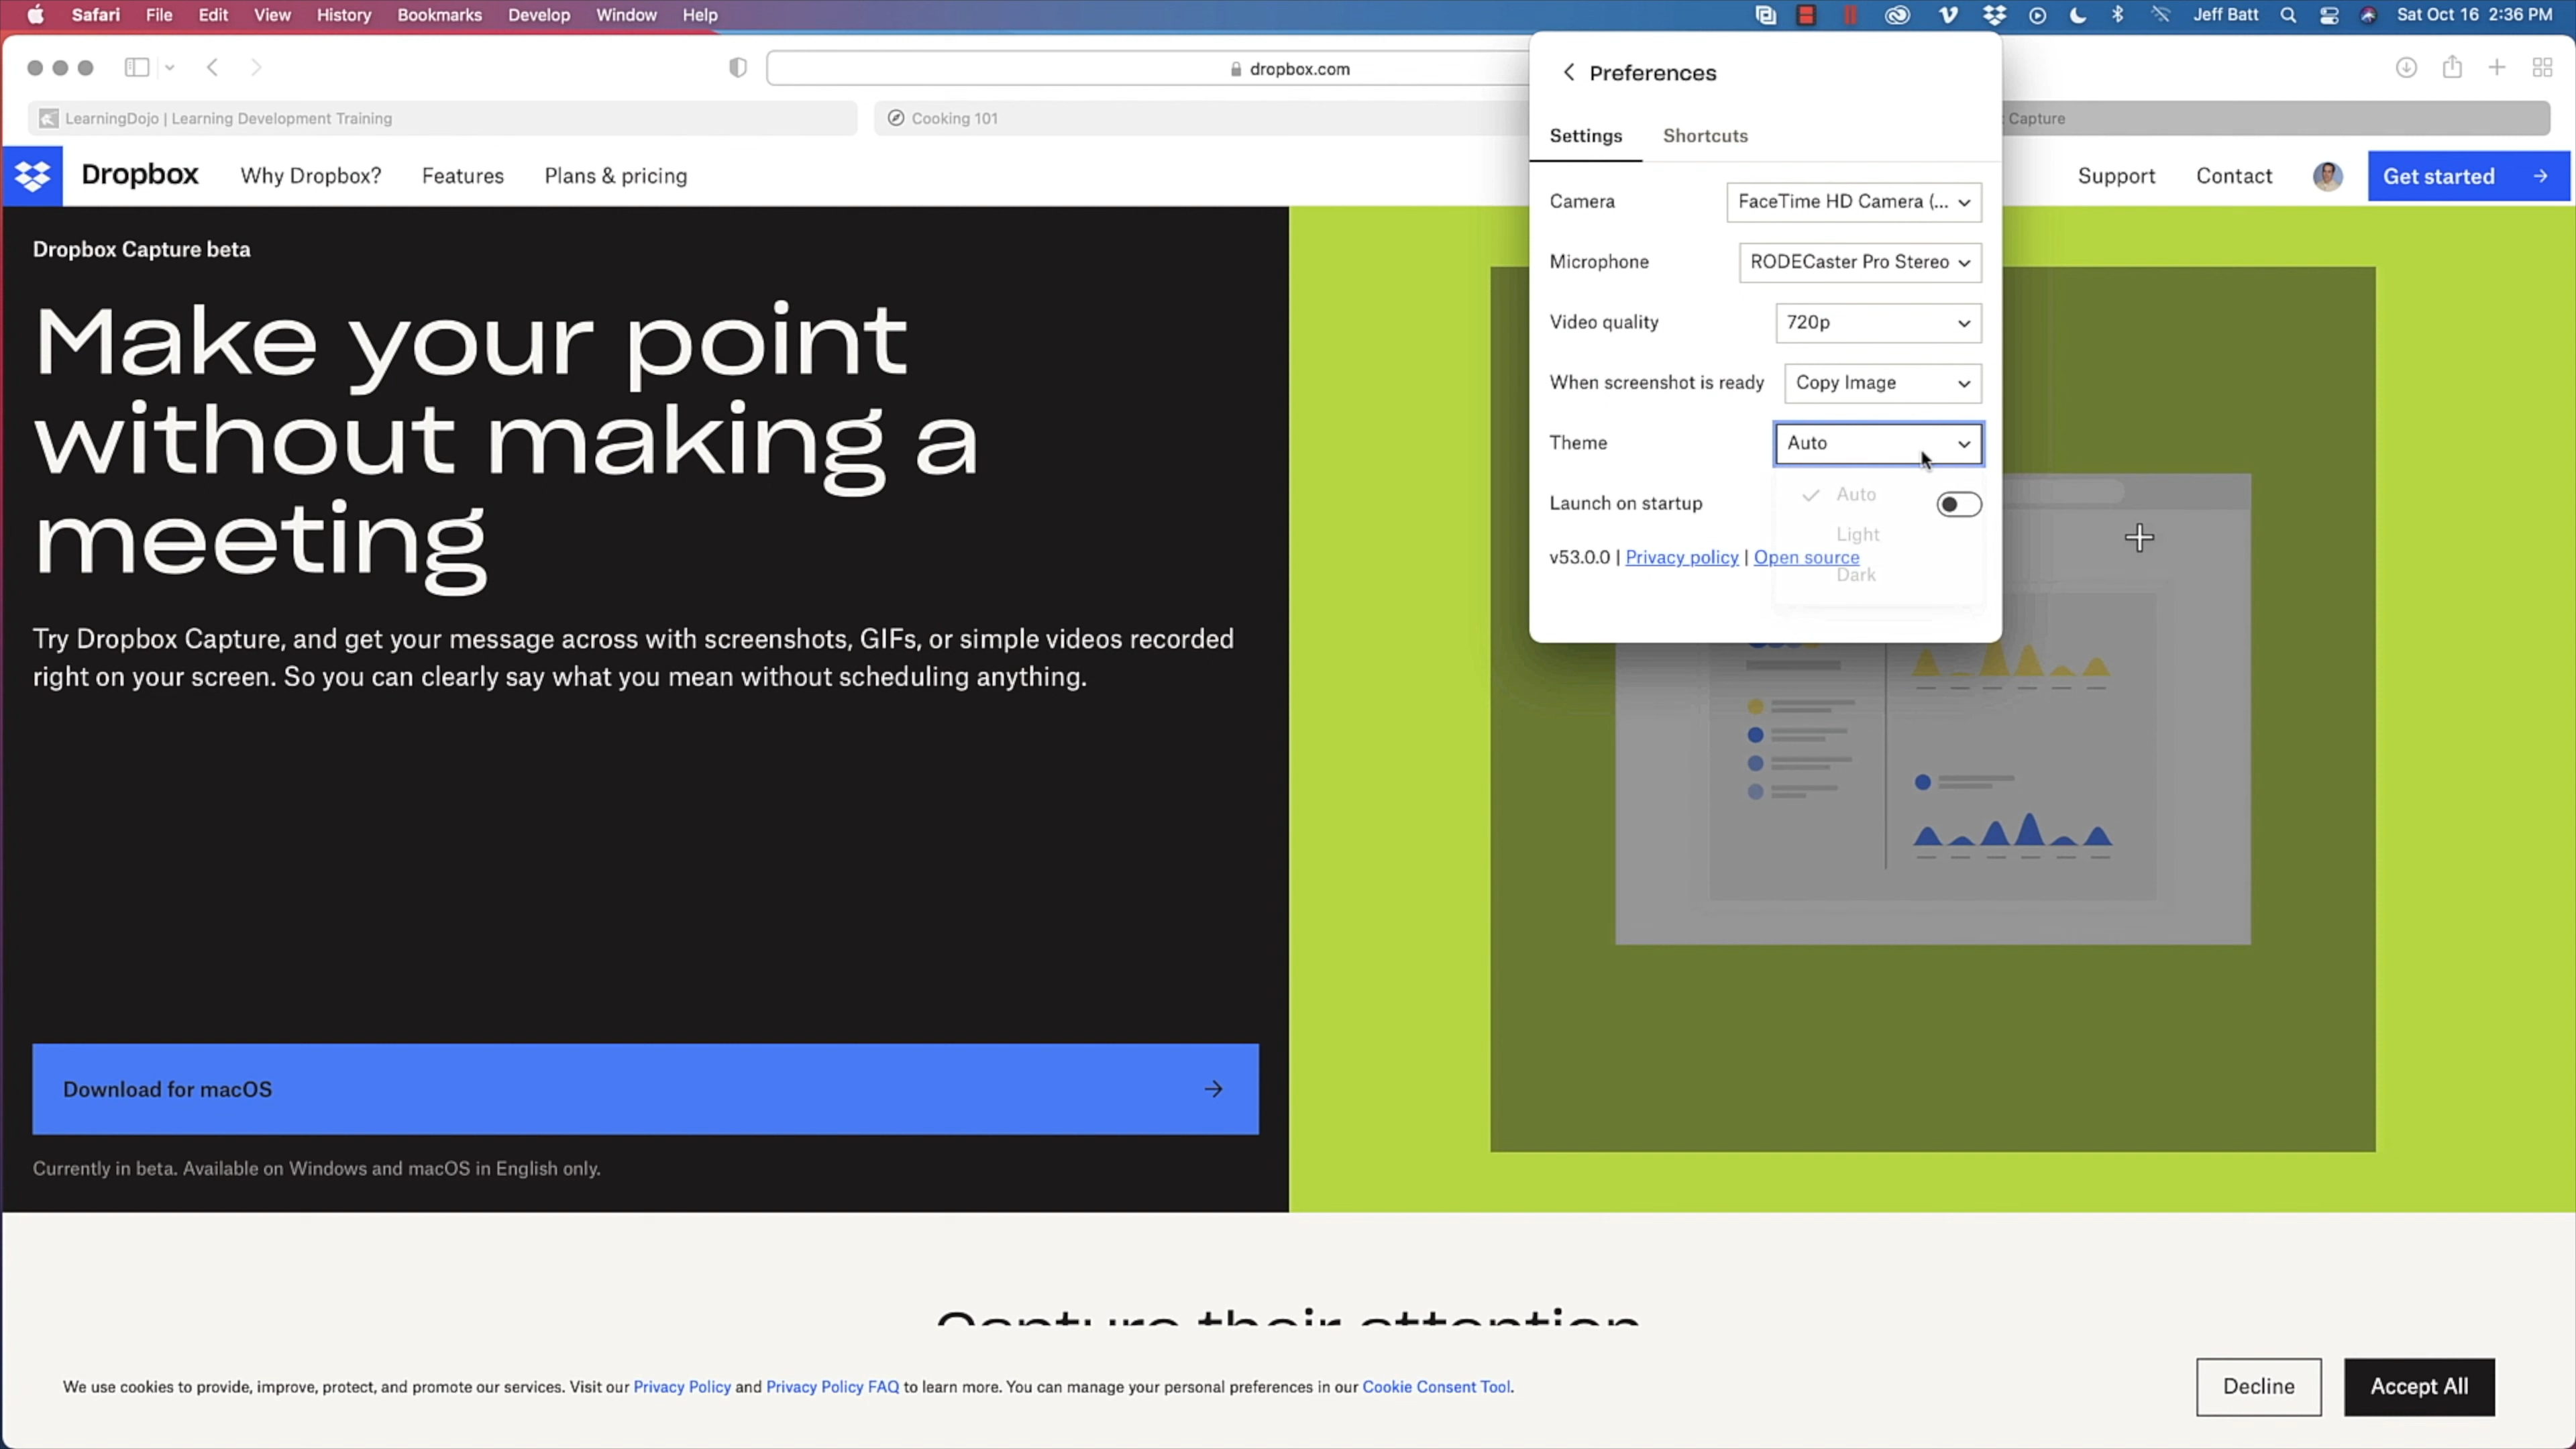 Safari File Edit View History Bookmarks Develop Window Help Jeff Batt Sat Oct 16 2:36 PM
dropbox.com
LearningDojo | Learning Development Training
Cooking 101
Capture
Dropbox Why Dropbox? Features Plans & pricing Support Contact Get started
Preferences
Settings Shortcuts
Camera FaceTime HD Camera (...
Microphone RODECaster Pro Stereo
Video quality 720p
When screenshot is ready Copy Image
Theme Auto
Auto
Launch on startup
Light
v53.0.0 | Privacy policy | Open source
Dark
Dropbox Capture beta
Make your point
without making a
meeting
Try Dropbox Capture, and get your message across with screenshots, GIFs, or simple videos recorded
right on your screen. So you can clearly say what you mean without scheduling anything.
Download for macOS
Currently in beta. Available on Windows and macOS in English only.
Capture their attention
We use cookies to provide, improve, protect, and promote our services. Visit our Privacy Policy and Privacy Policy FAQ to learn more. You can manage your personal preferences in our Cookie Consent Tool.
Decline
Accept All